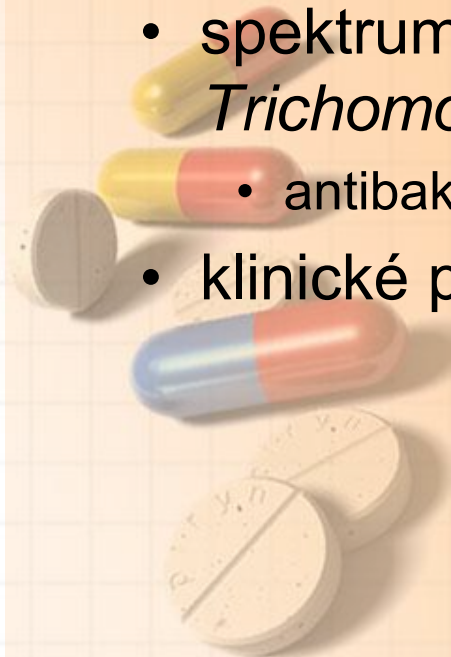 • spektrum
Trichomo
• antibak
• klinické p